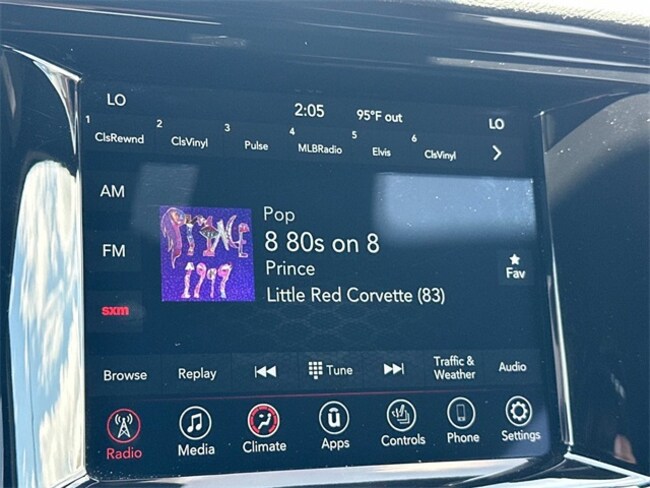 LO
2:05
95°F out
LO
1 ClsRewnd
2 ClsVinyl
3 Pulse
4 MLBRadio
5 Elvis
6 ClsVinyl
AM
FM
sxm
PRINCE
1999
Pop
8 80s on 8
Prince
Little Red Corvette (83)
Fav
Browse
Replay
Tune
Traffic & Weather
Audio
Radio
Media
Climate
Apps
Controls
Phone
Settings